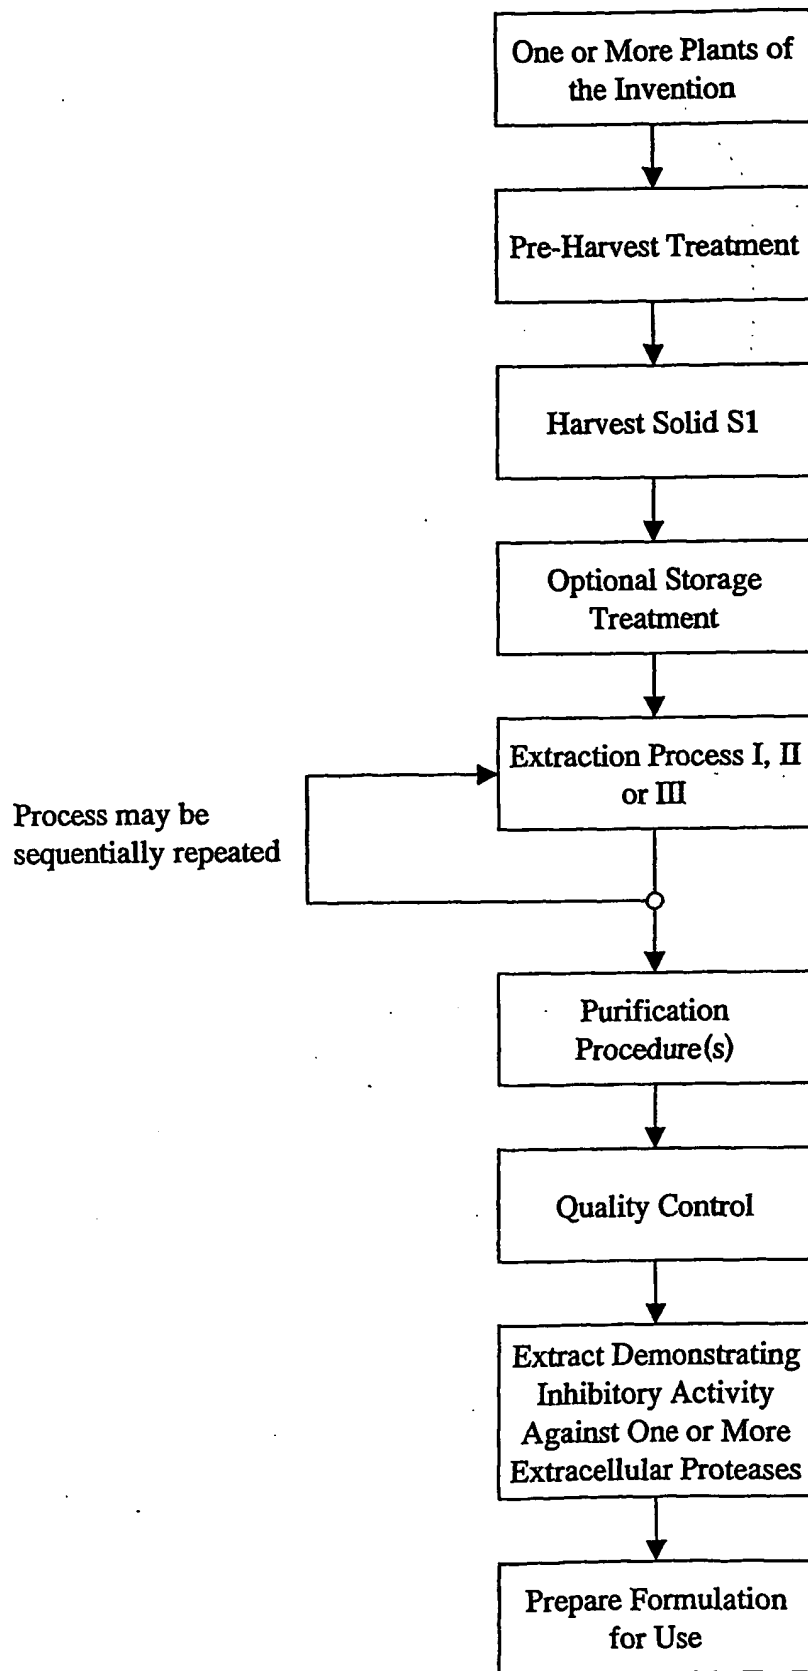 One or More Plants of
the Invention
Pre-Harvest Treatment
Harvest Solid S1
Optional Storage
Treatment
Extraction Process I, II
or III
Process may be
sequentially repeated
Purification
Procedure(s)
Quality Control
Extract Demonstrating
Inhibitory Activity
Against One or More
Extracellular Proteases
Prepare Formulation
for Use